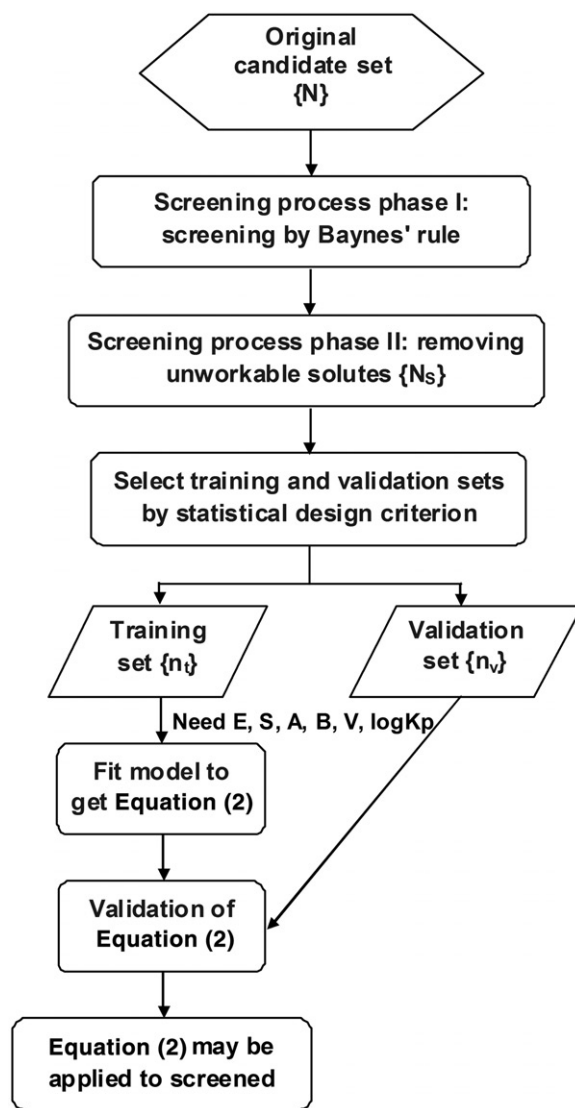 Original
candidate set
{N}
Screening process phase I:
screening by Baynes' rule
Screening process phase II: removing
unworkable solutes {Ns}
Select training and validation sets
by statistical design criterion
Training
set {nt}
Validation
set {nv}
Need E, S, A, B, V, logKp
Fit model to
get Equation (2)
Validation of
Equation (2)
Equation (2) may be
applied to screened